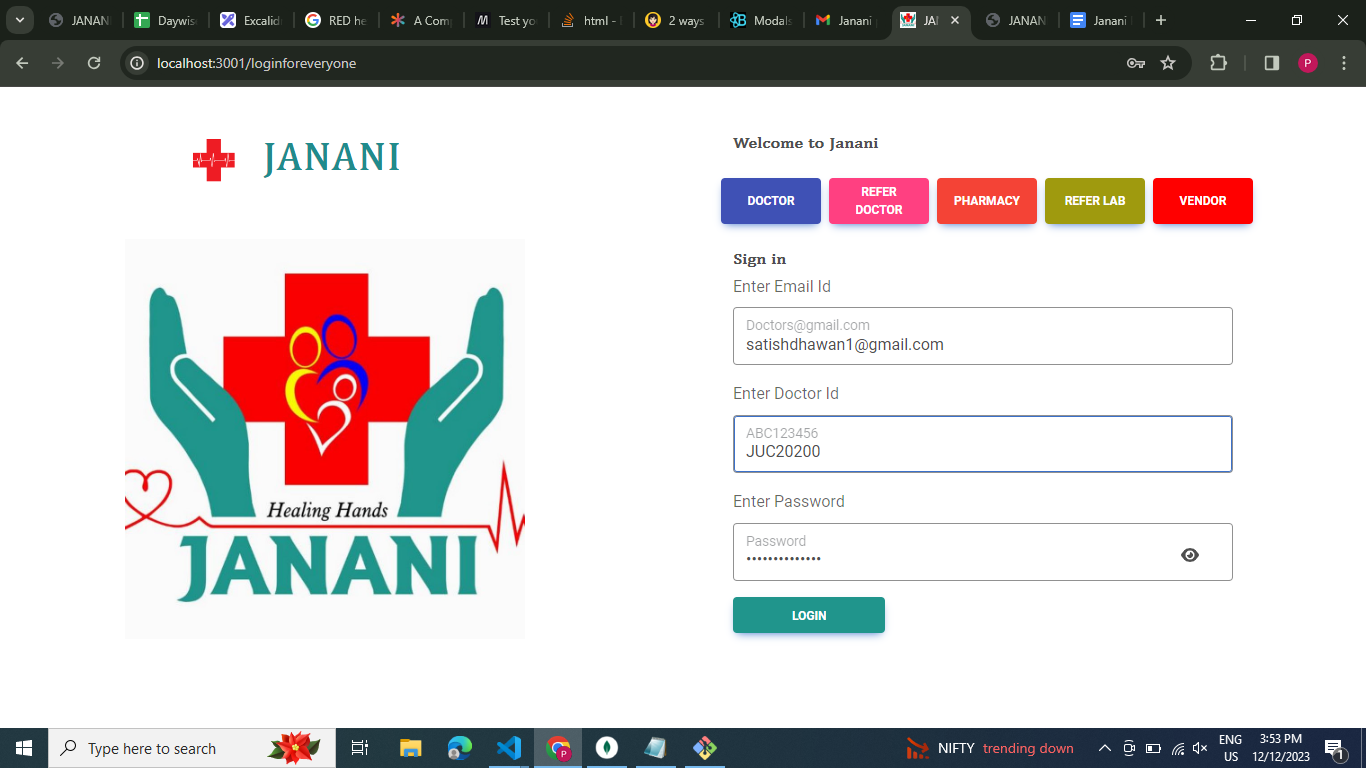 JANANI
Daywise
Excalid
RED he
A Comp
Test yo
html - 
2 ways
Modals
Janani
JAN
JANAN
Janani
localhost:3001/loginforeveryone
P
JANANI
Healing Hands
JANANI
Welcome to Janani
DOCTOR
REFER
DOCTOR
PHARMACY
REFER LAB
VENDOR
Sign in
Enter Email Id
Doctors@gmail.com
satishdhawan1@gmail.com
Enter Doctor Id
ABC123456
JUC20200
Enter Password
Password
••••••••••••••
LOGIN
Type here to search
NIFTY trending down
ENG
US
3:53 PM
12/12/2023
1